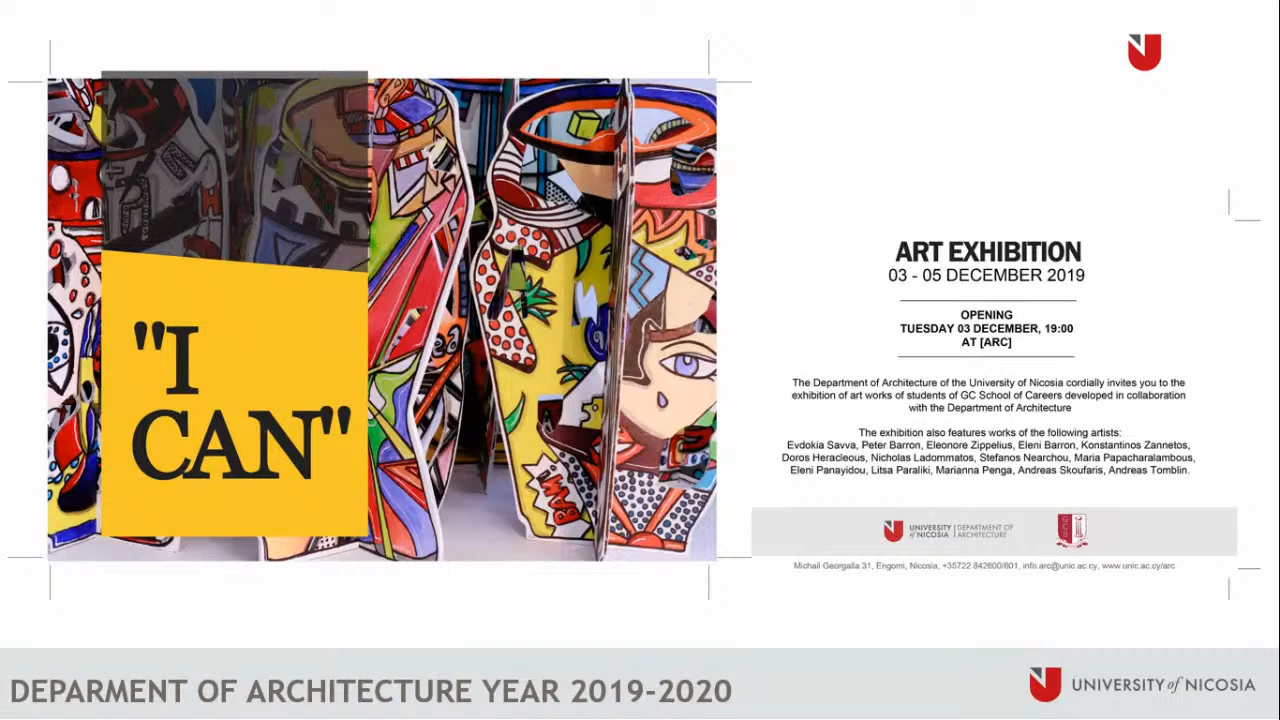 "I
CAN"
BAM!
ART EXHIBITION
03 - 05 DECEMBER 2019
OPENING
TUESDAY 03 DECEMBER, 19:00
AT [ARC]
The Department of Architecture of the University of Nicosia cordially invites you to the
exhibition of art works of students of GC School of Careers developed in collaboration
with the Department of Architecture
The exhibition also features works of the following artists:
Evdokia Savva, Peter Barron, Eleonore Zippelius, Eleni Barron, Konstantinos Zannetos,
Doros Heracleous, Nicholas Ladommatos, Stefanos Nearchou, Maria Papacharalambous,
Eleni Panayidou, Litsa Paraliki, Marianna Penga, Andreas Skoufaris, Andreas Tomblin.
UNIVERSITY
of NICOSIA
DEPARTMENT OF
ARCHITECTURE
Michail Georgalla 31, Engomi, Nicosia, +35722 842600/601, info.arc@unic.ac.cy, www.unic.ac.cy/arc
DEPARMENT OF ARCHITECTURE YEAR 2019-2020
UNIVERSITY of NICOSIA